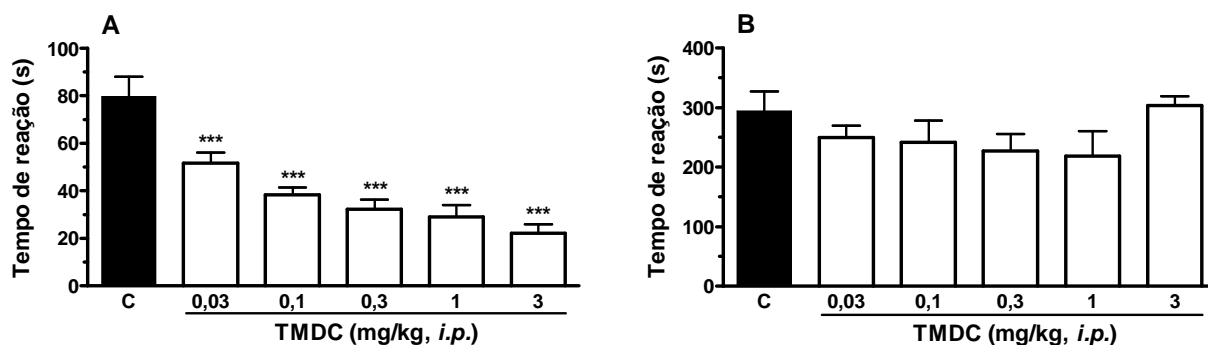 A
Tempo de reação (s)
100
80
60
40
20
0
***
***
***
***
***
C 0,03 0,1 0,3 1 3
TMDC (mg/kg, i.p.)
B
Tempo de reação (s)
400
300
200
100
0
C 0,03 0,1 0,3 1 3
TMDC (mg/kg, i.p.)